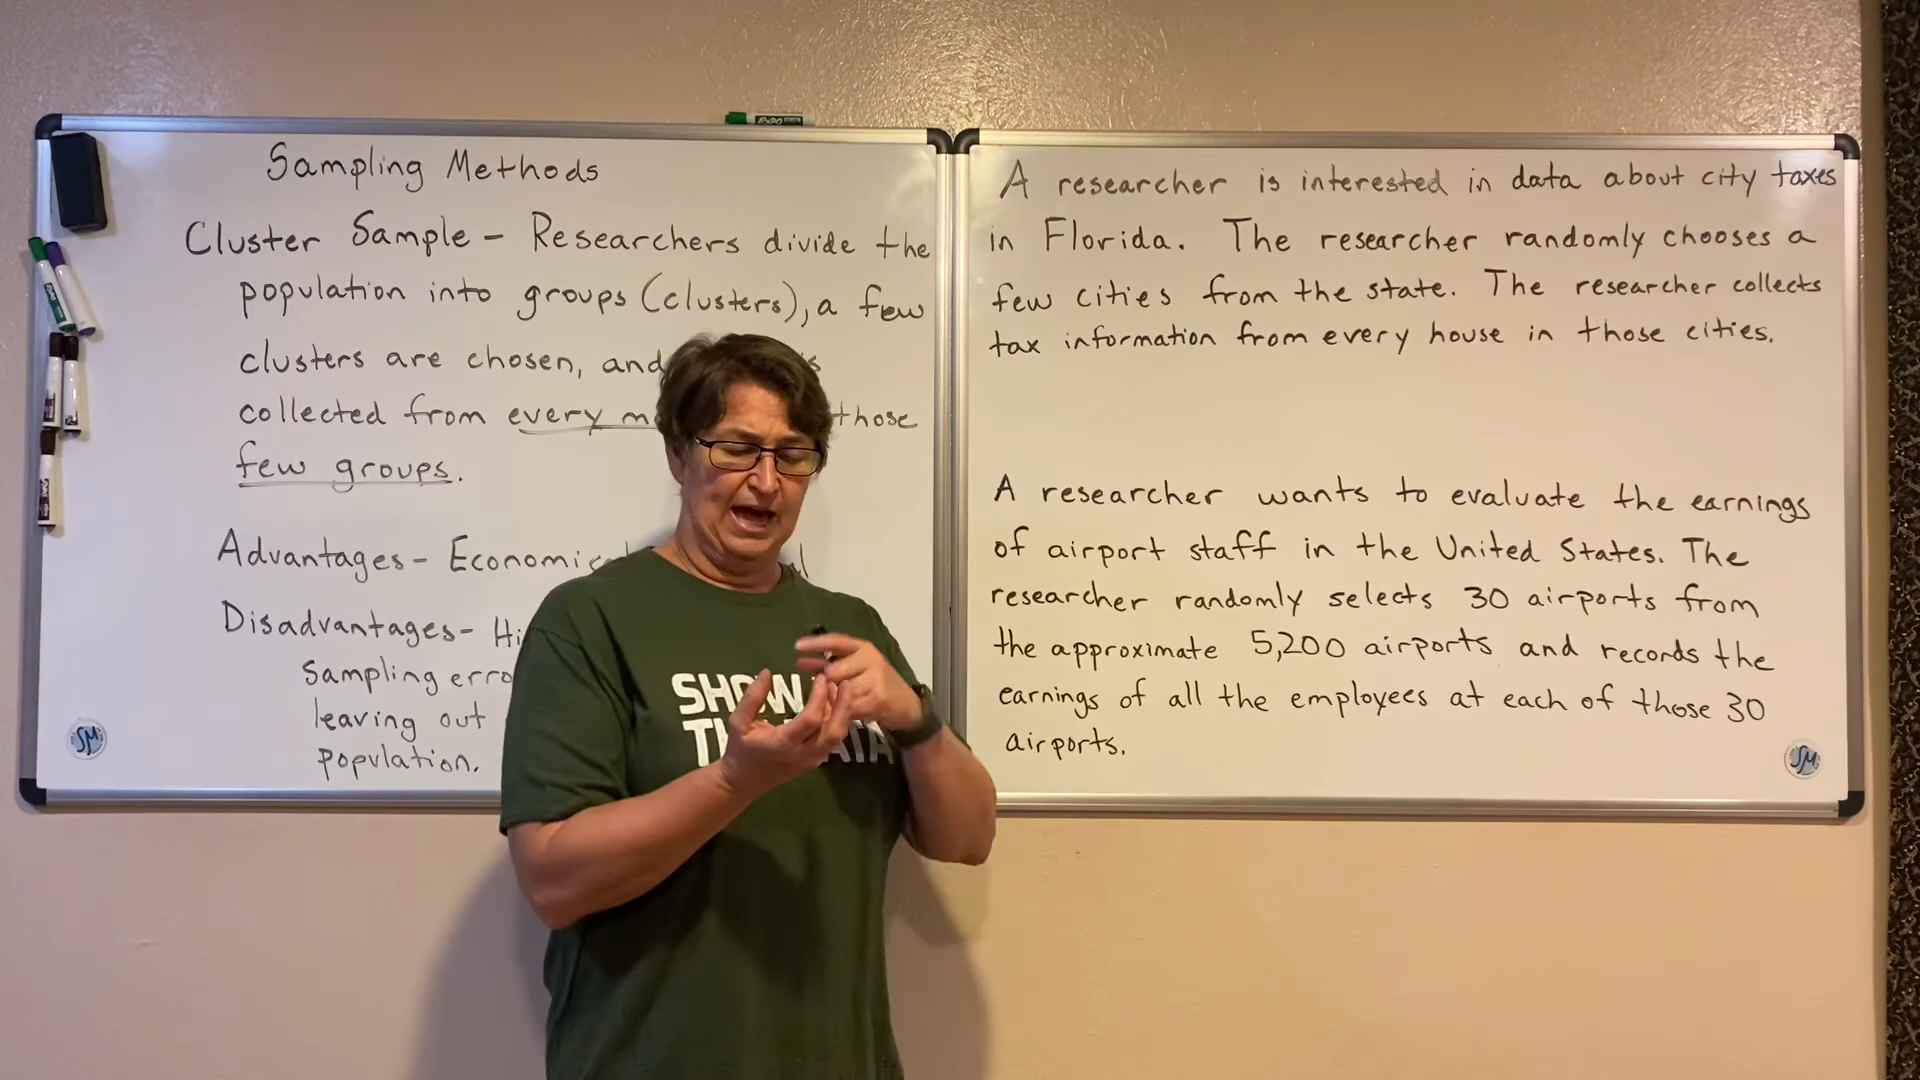 EXPO
Sampling Methods
Cluster Sample - Researchers divide the
population into groups (clusters), a few
clusters are chosen, and
collected from every those
few groups.
Advantages -
Disadvantages -
sampling
leaving out
population.
A researcher is interested in data about city taxes
in Florida. The researcher randomly chooses a
few cities from the state. The researcher collects
tax information from every house in those cities.
A researcher wants to evaluate the earnings
of airport staff in the United States. The
researcher randomly selects 30 airports from
the approximate 5,200 airports and records the
earnings of all the employees at each of those 30
airports.
SM
SM
SHOW